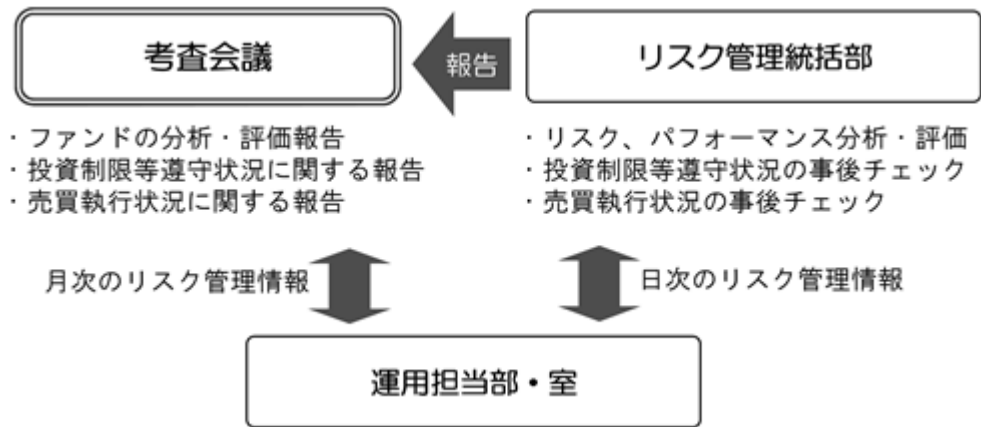 考査会議
報告
リスク管理統括部
・ファンドの分析・評価報告
・投資制限等遵守状況に関する報告
・売買執行状況に関する報告
・リスク、パフォーマンス分析・評価
・投資制限等遵守状況の事後チェック
・売買執行状況の事後チェック
月次のリスク管理情報
日次のリスク管理情報
運用担当部・室